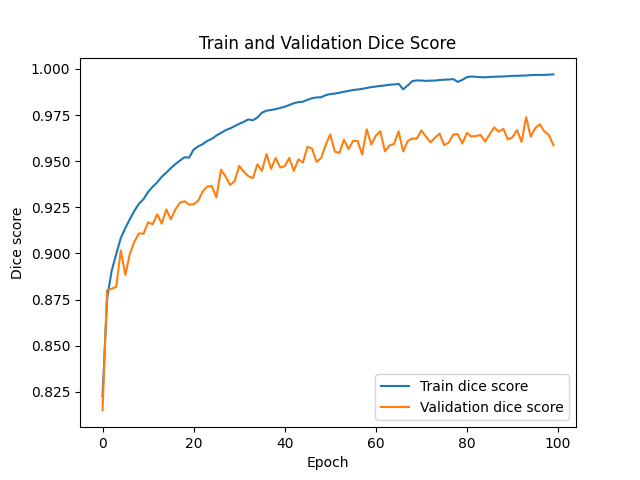 Train and Validation Dice Score
1.000
0.975
0.950
0.925
0.900
0.875
0.850
0.825
Dice score
0 20 40 60 80 100
Epoch
Train dice score
Validation dice score